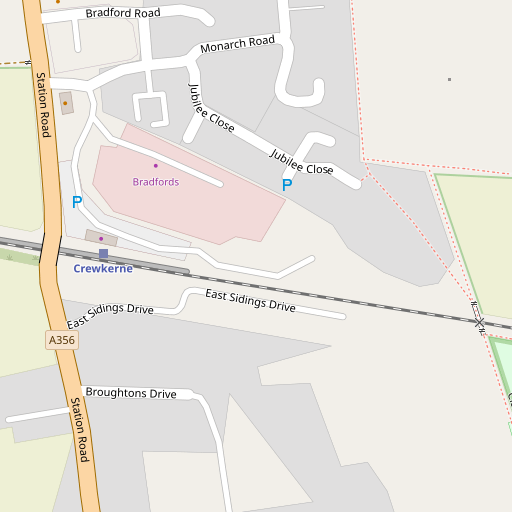 Bradford Road
Monarch Road
Station Road
Jubilee Close
Jubilee Close
Bradfords
P
P
Crewkerne
East Sidings Drive
East Sidings Drive
A356
Broughtons Drive
Station Road